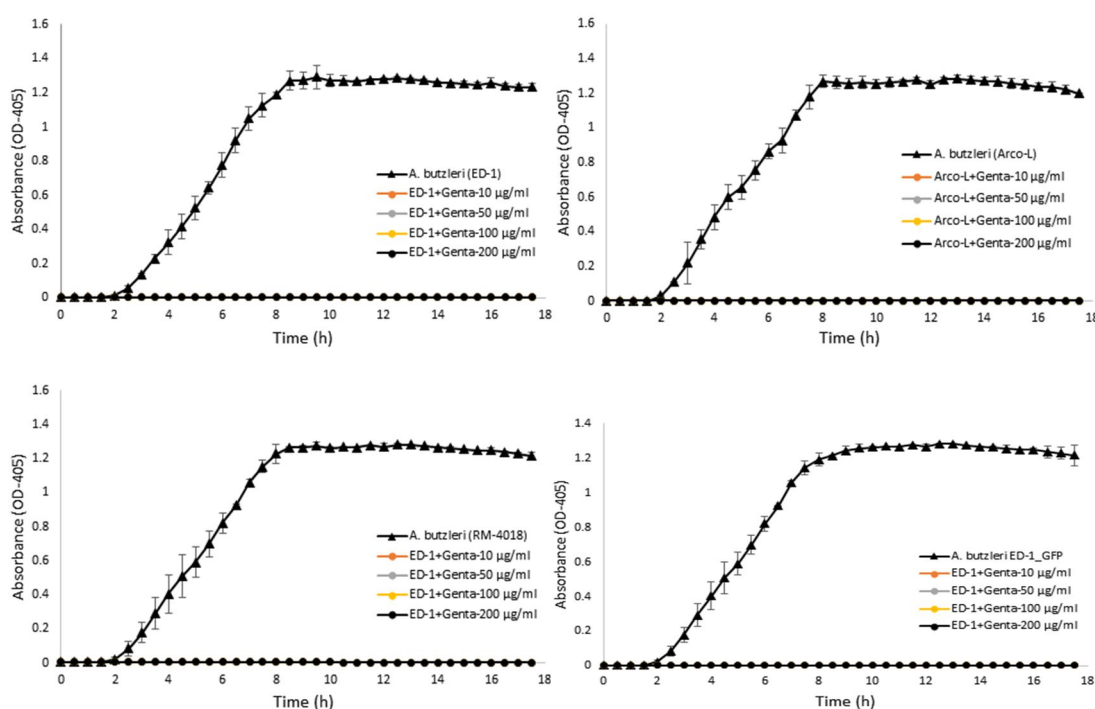 1.6
1.4
1.2
1
0.8
0.6
0.4
0.2
0
Absorbance (OD-405)
A. butzleri (ED-1)
ED-1+Genta-10 µg/ml
ED-1+Genta-50 µg/ml
ED-1+Genta-100 µg/ml
ED-1+Genta-200 µg/ml
0 2 4 6 8 10 12 14 16 18
Time (h)
1.6
1.4
1.2
1
0.8
0.6
0.4
0.2
0
Absorbance (OD-405)
A. butzleri (Arco-L)
Arco-L+Genta-10 µg/ml
Arco-L+Genta-50 µg/ml
Arco-L+Genta-100 µg/ml
Arco-L+Genta-200 µg/ml
0 2 4 6 8 10 12 14 16 18
Time (h)
1.6
1.4
1.2
1
0.8
0.6
0.4
0.2
0
Absorbance (OD-405)
A. butzleri (RM-4018)
ED-1+Genta-10 µg/ml
ED-1+Genta-50 µg/ml
ED-1+Genta-100 µg/ml
ED-1+Genta-200 µg/ml
0 2 4 6 8 10 12 14 16 18
Time (h)
1.4
1.2
1
0.8
0.6
0.4
0.2
0
Absorbance (OD-405)
A. butzleri ED-1_GFP
ED-1+Genta-10 µg/ml
ED-1+Genta-50 µg/ml
ED-1+Genta-100 µg/ml
ED-1+Genta-200 µg/ml
0 2 4 6 8 10 12 14 16 18
Time (h)